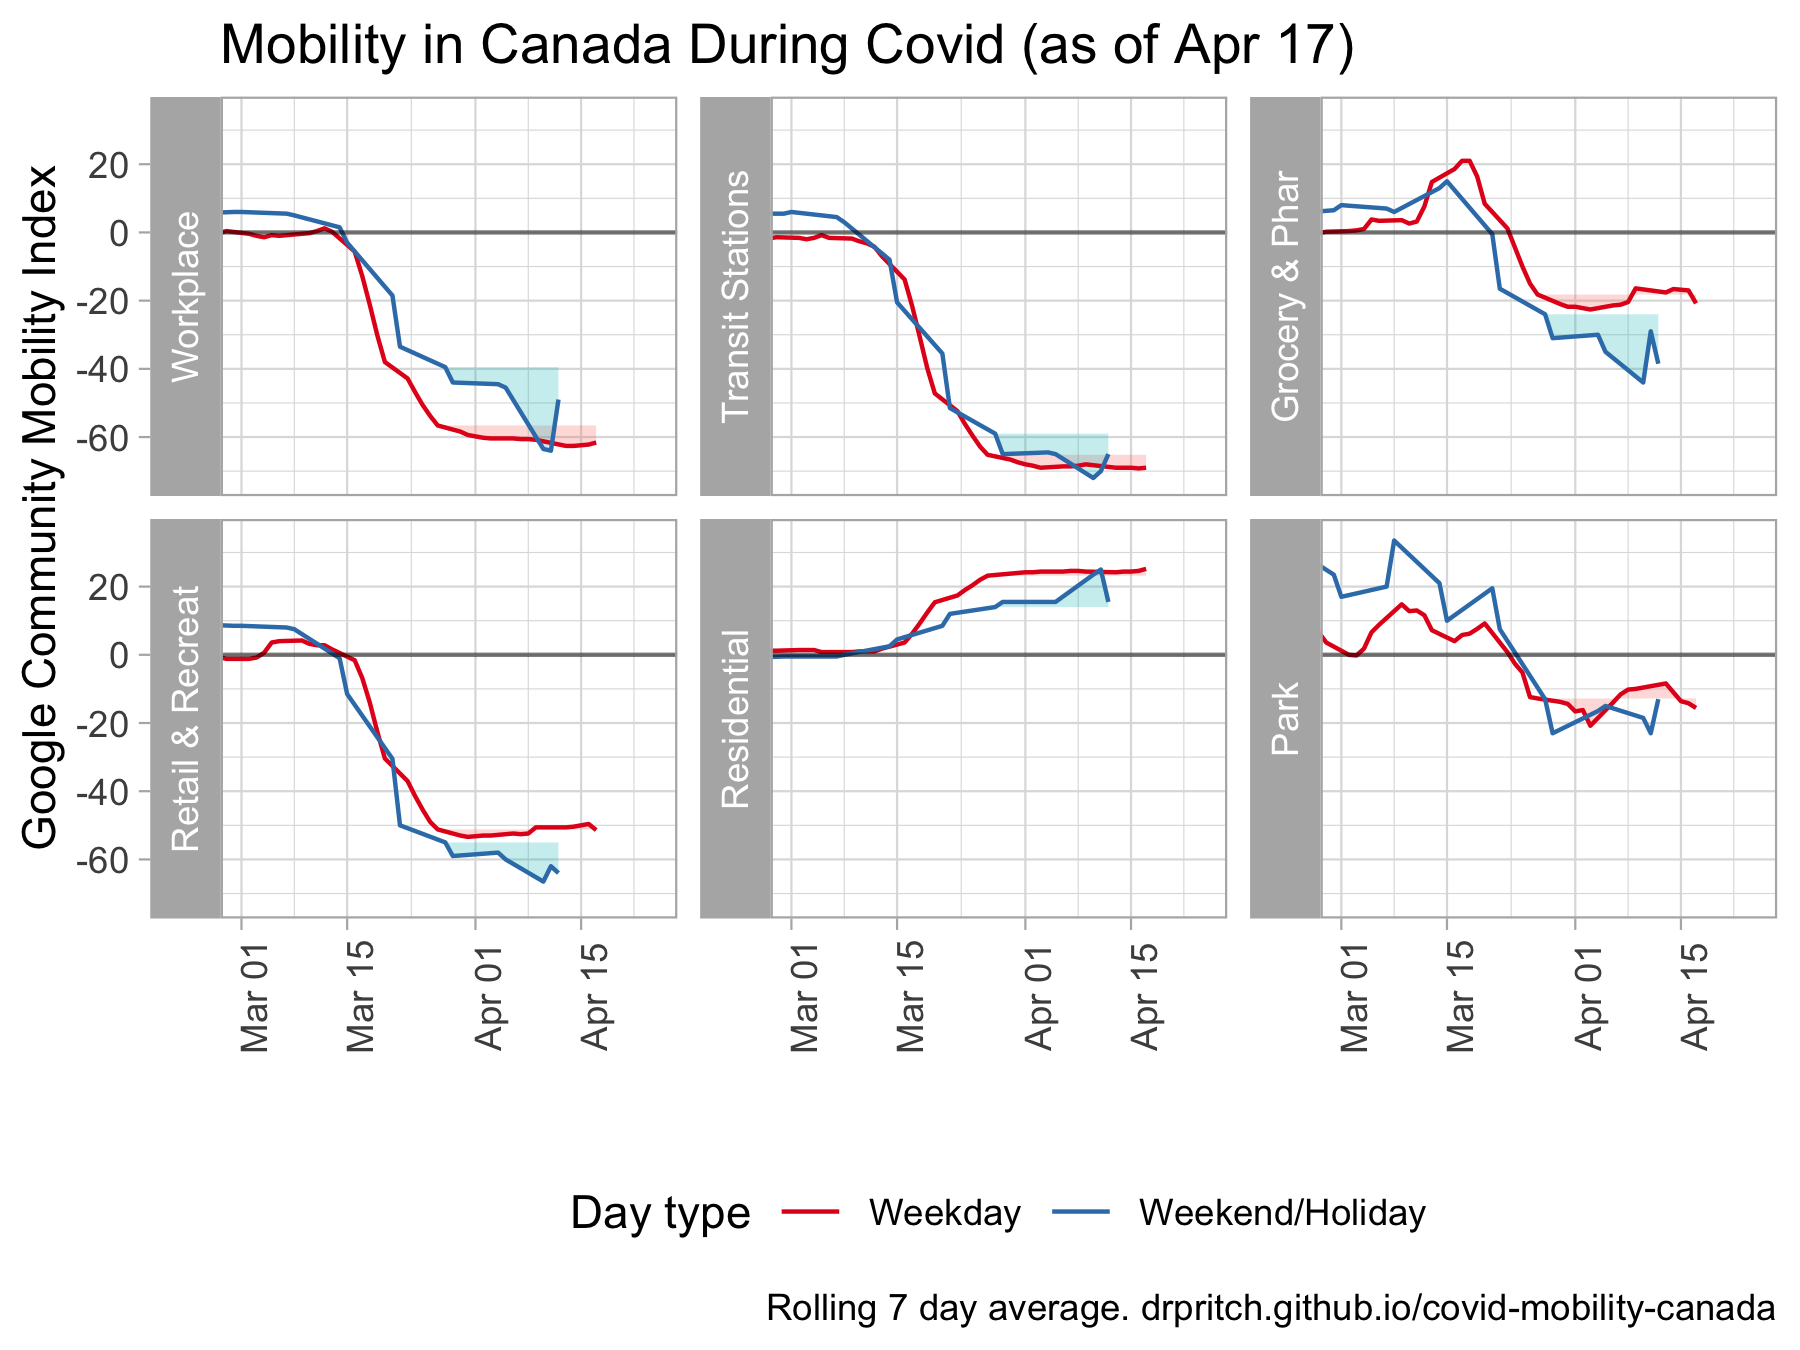 Mobility in Canada During Covid (as of Apr 17)
Google Community Mobility Index
Workplace
Transit Stations
Grocery & Phar
20
0
-20
-40
-60
Retail & Recreat
Residential
Park
20
0
-20
-40
-60
Mar 01
Mar 15
Apr 01
Apr 15
Mar 01
Mar 15
Apr 01
Apr 15
Mar 01
Mar 15
Apr 01
Apr 15
Day type Weekday Weekend/Holiday
Rolling 7 day average. drpritch.github.io/covid-mobility-canada